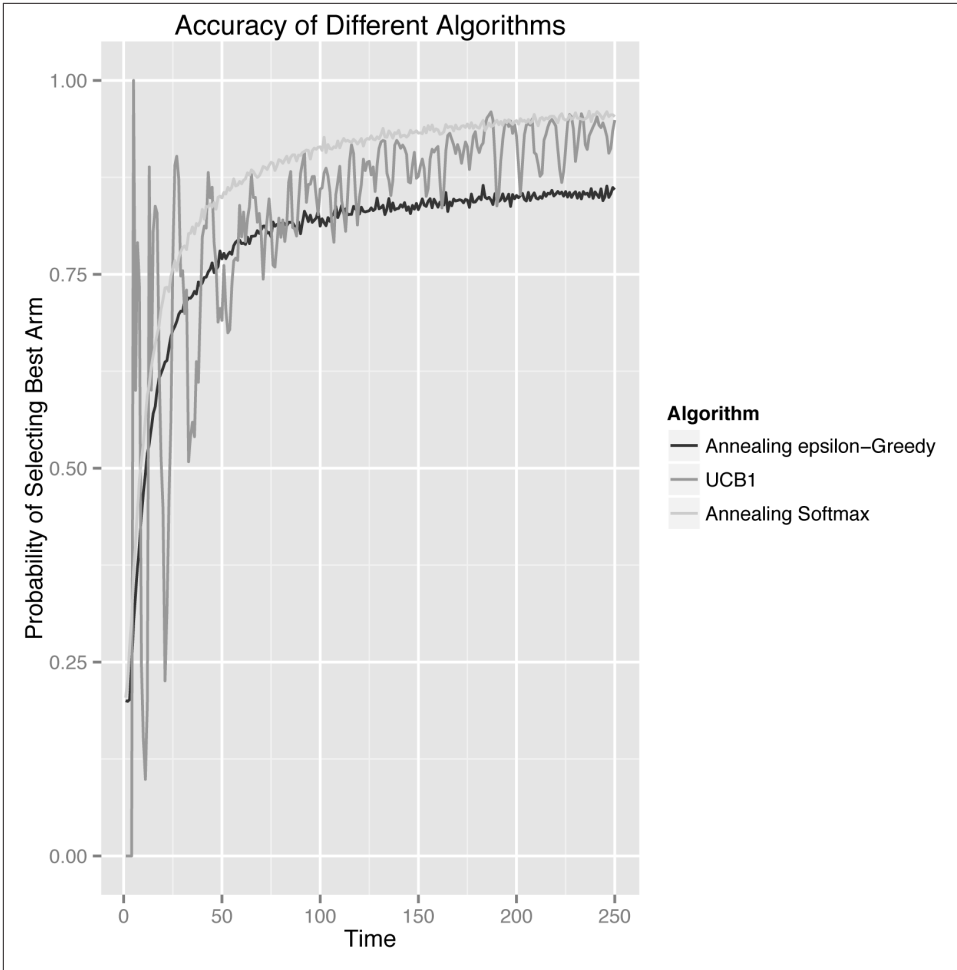 Accuracy of Different Algorithms
Probability of Selecting Best Arm
1.00
0.75
0.50
0.25
0.00
0 50 100 150 200 250
Time
Algorithm
Annealing epsilon−Greedy
UCB1
Annealing Softmax